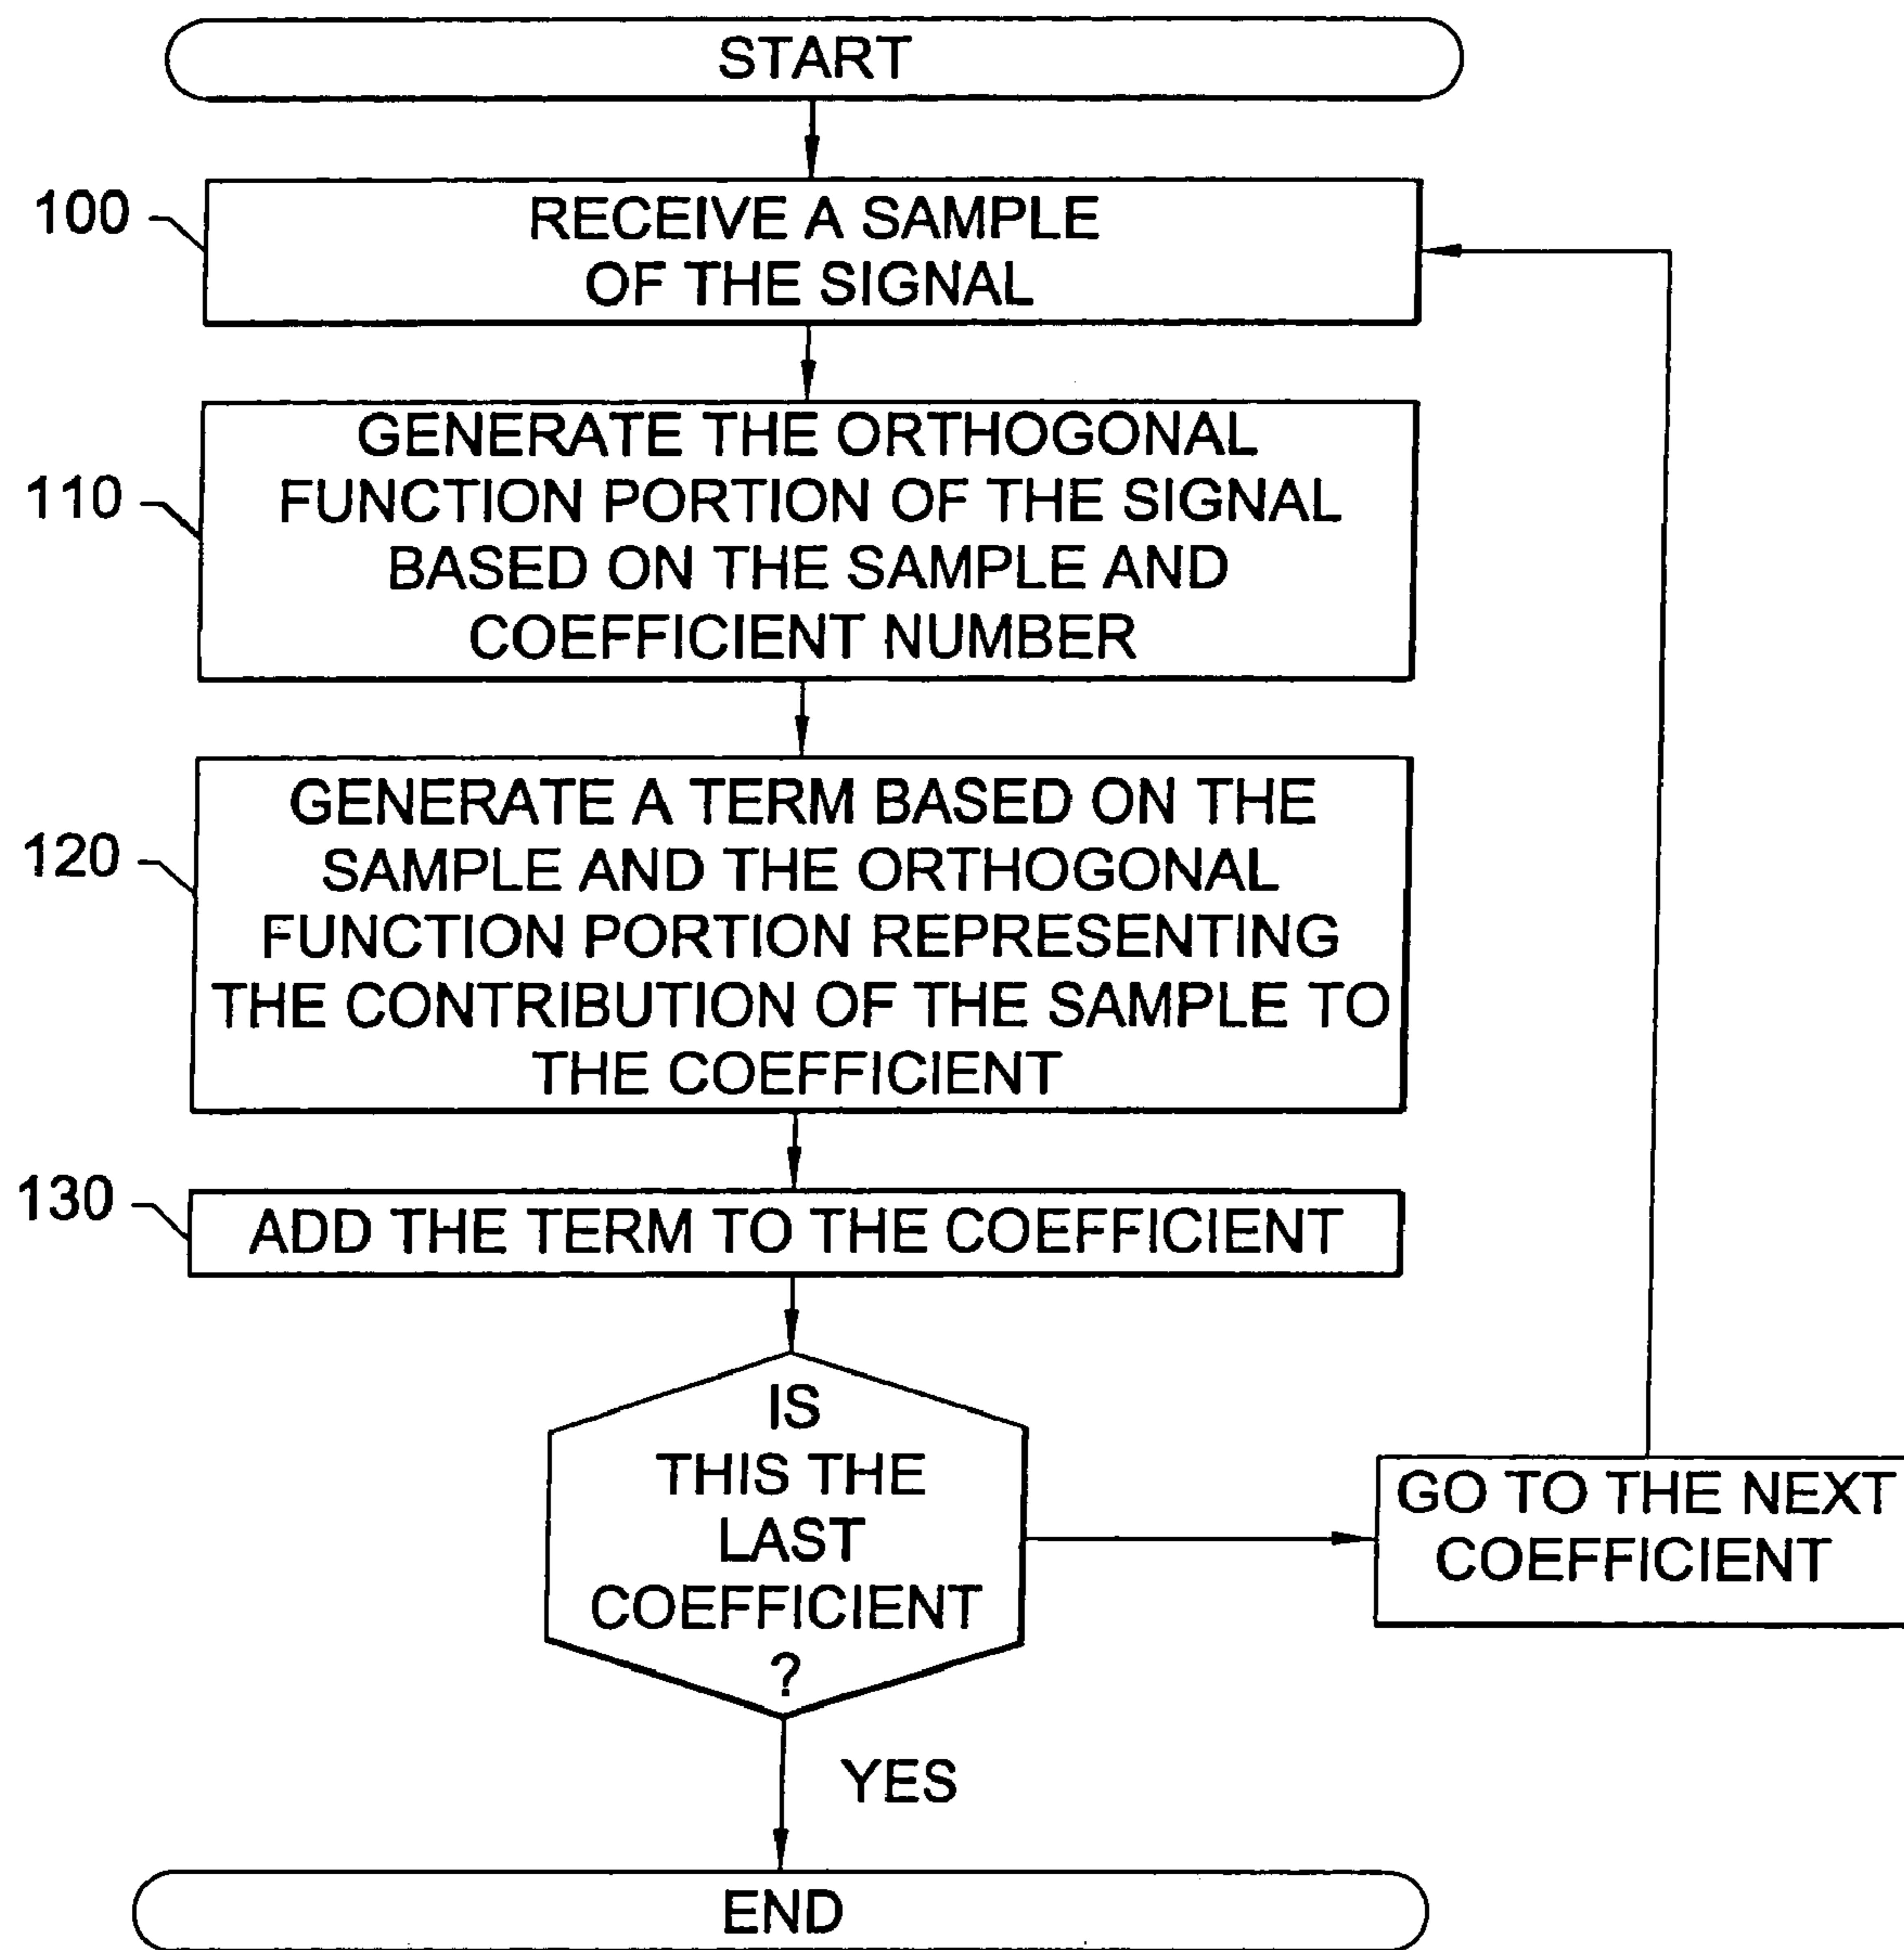 START
100
RECEIVE A SAMPLE
OF THE SIGNAL
110
GENERATE THE ORTHOGONAL
FUNCTION PORTION OF THE SIGNAL
BASED ON THE SAMPLE AND
COEFFICIENT NUMBER
120
GENERATE A TERM BASED ON THE
SAMPLE AND THE ORTHOGONAL
FUNCTION PORTION REPRESENTING
THE CONTRIBUTION OF THE SAMPLE TO
THE COEFFICIENT
130
ADD THE TERM TO THE COEFFICIENT
IS
THIS THE
LAST
COEFFICIENT
?
GO TO THE NEXT
COEFFICIENT
YES
END